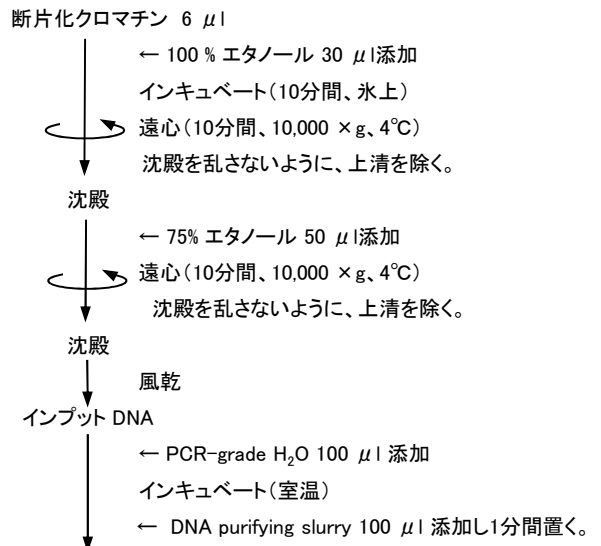 断片化クロマチン 6 μl
← 100 % エタノール 30 μl添加
インキュベート(10分間、氷上)
遠心(10分間、10,000 ×g、4℃)
沈殿を乱さないように、上清を除く。
沈殿
← 75% エタノール 50 μl添加
遠心(10分間、10,000 ×g、4℃)
沈殿を乱さないように、上清を除く。
沈殿
風乾
インプット DNA
← PCR-grade H₂O 100 μl 添加
インキュベート(室温)
← DNA purifying slurry 100 μl 添加し1分間置く。